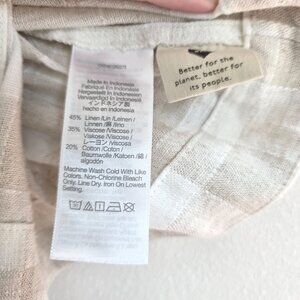 Made In Indonesia
Fabriqué En Indonésie
Hergestellt in Indonesien
Vervaardigd In Indonesië
インドネシア製
hecho en indonesia
45% Linen /Lin /Leinen /
Linnen /麻 /lino
35% Viscose /Viscose /
Viskose /Viscose /
レーヨン /viscosa
20% Cotton /Coton /
Baumwolle /Katoen /綿 /
algodón
Machine Wash Cold With Like
Colors. Non-Chlorine Bleach
Only. Line Dry. Iron On Lowest
Setting.
Better for the
planet, better for
its people.